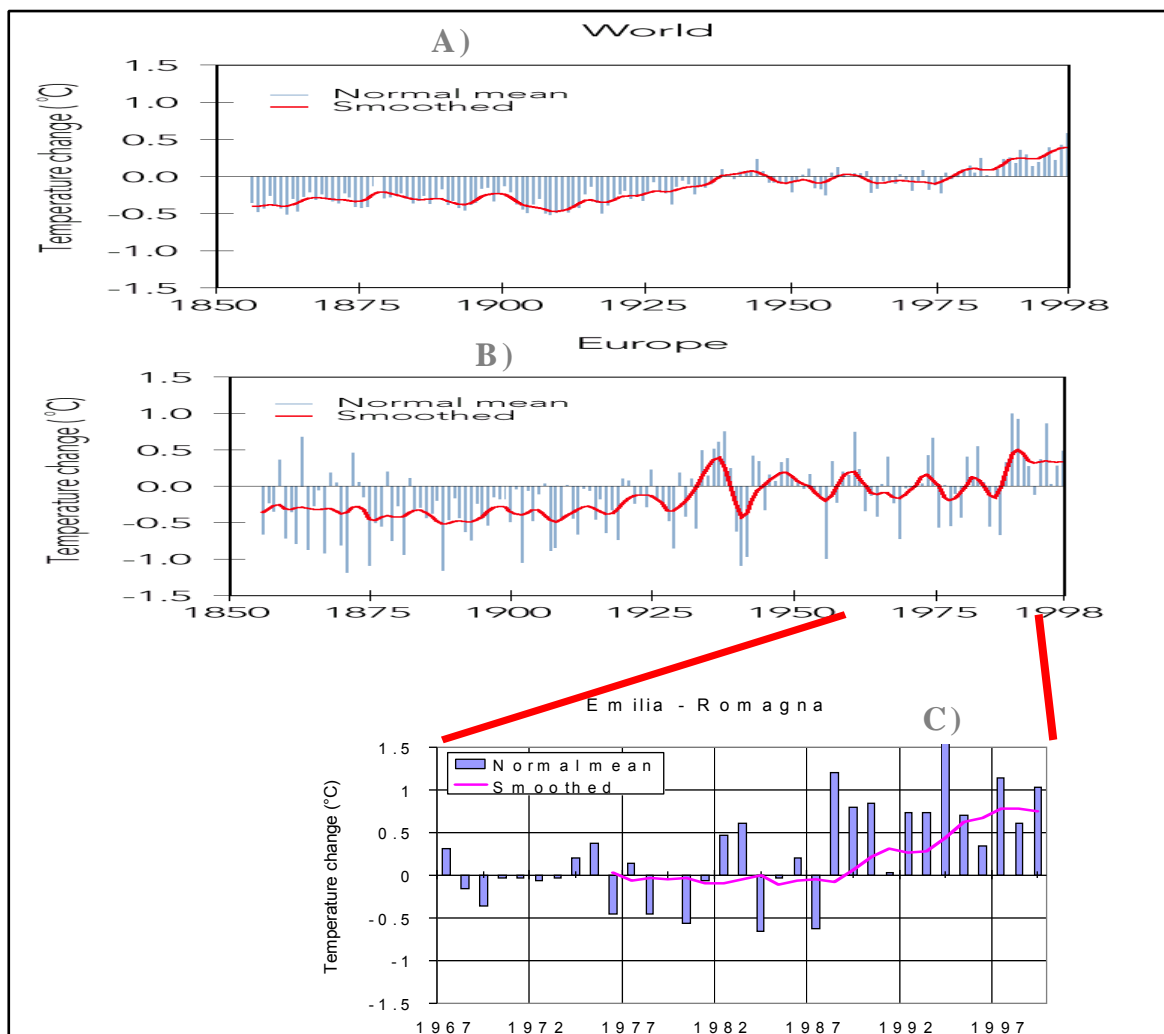 A) World
Temperature change (°C)
1.5
1.0
0.5
0.0
-0.5
-1.0
-1.5
Normal mean
Smoothed
1850 1875 1900 1925 1950 1975 1998
B) Europe
Temperature change (°C)
1.5
1.0
0.5
0.0
-0.5
-1.0
-1.5
Normal mean
Smoothed
1850 1875 1900 1925 1950 1975 1998
Emilia - Romagna C)
Temperature change (°C)
1.5
1
0.5
0
-0.5
-1
-1.5
Normal mean
Smoothed
1967 1972 1977 1982 1987 1992 1997